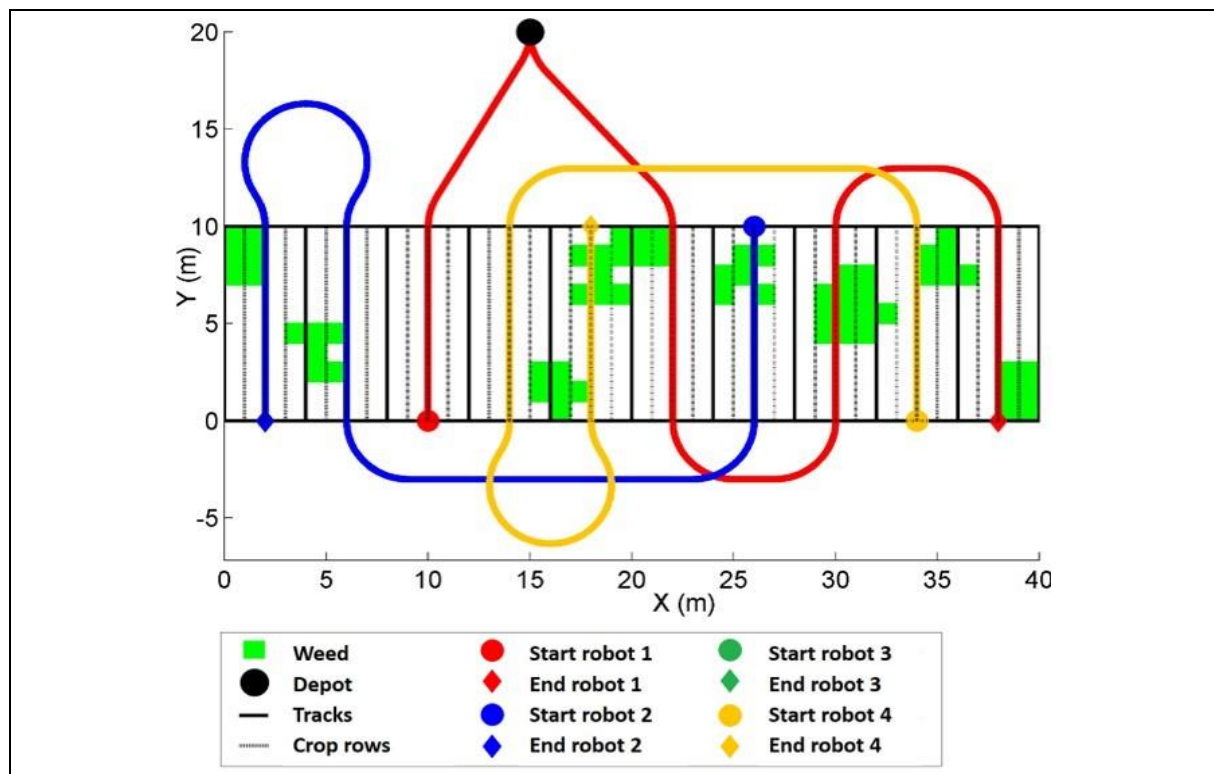 20
15
10
5
0
-5
Y (m)
0 5 10 15 20 25 30 35 40
X (m)
Weed Start robot 1 Start robot 3
Depot End robot 1 End robot 3
Tracks Start robot 2 Start robot 4
Crop rows End robot 2 End robot 4